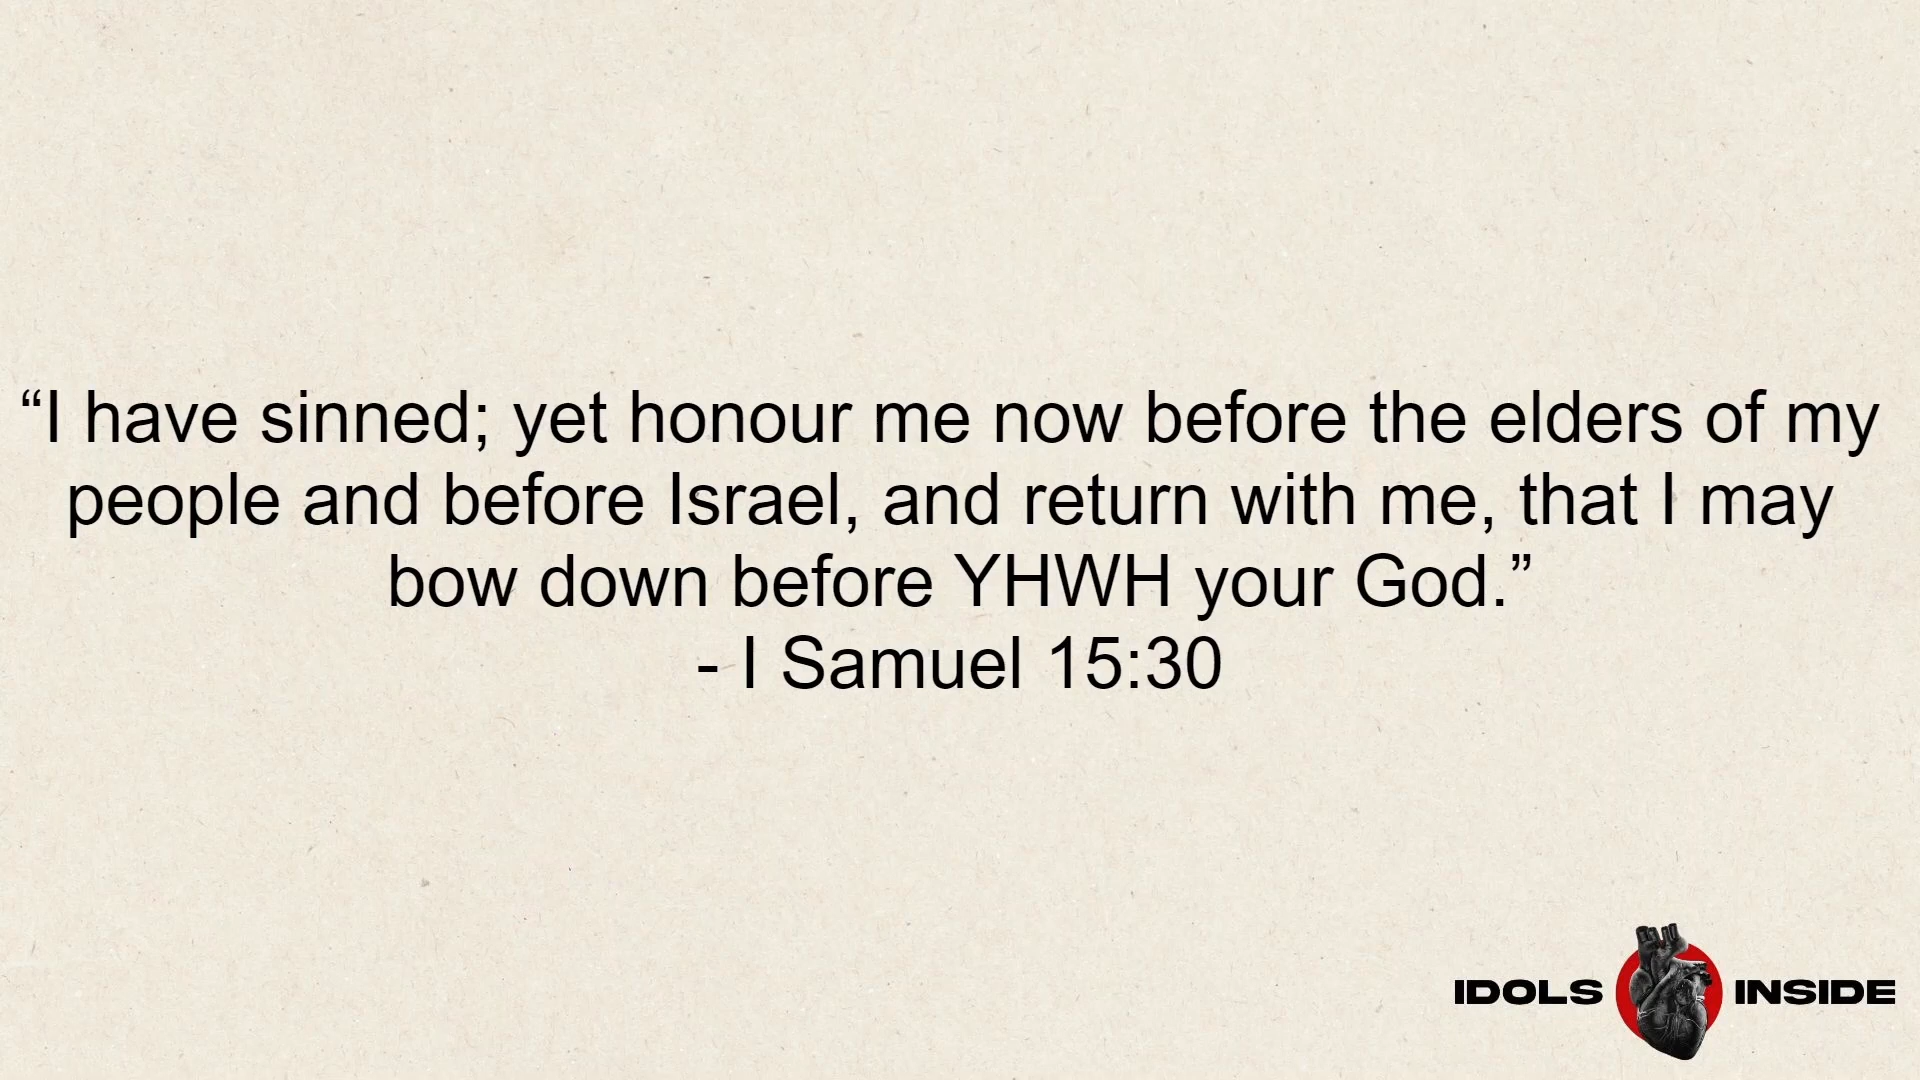 “I have sinned; yet honour me now before the elders of my
people and before Israel, and return with me, that I may
bow down before YHWH your God.”
- I Samuel 15:30
IDOLS INSIDE